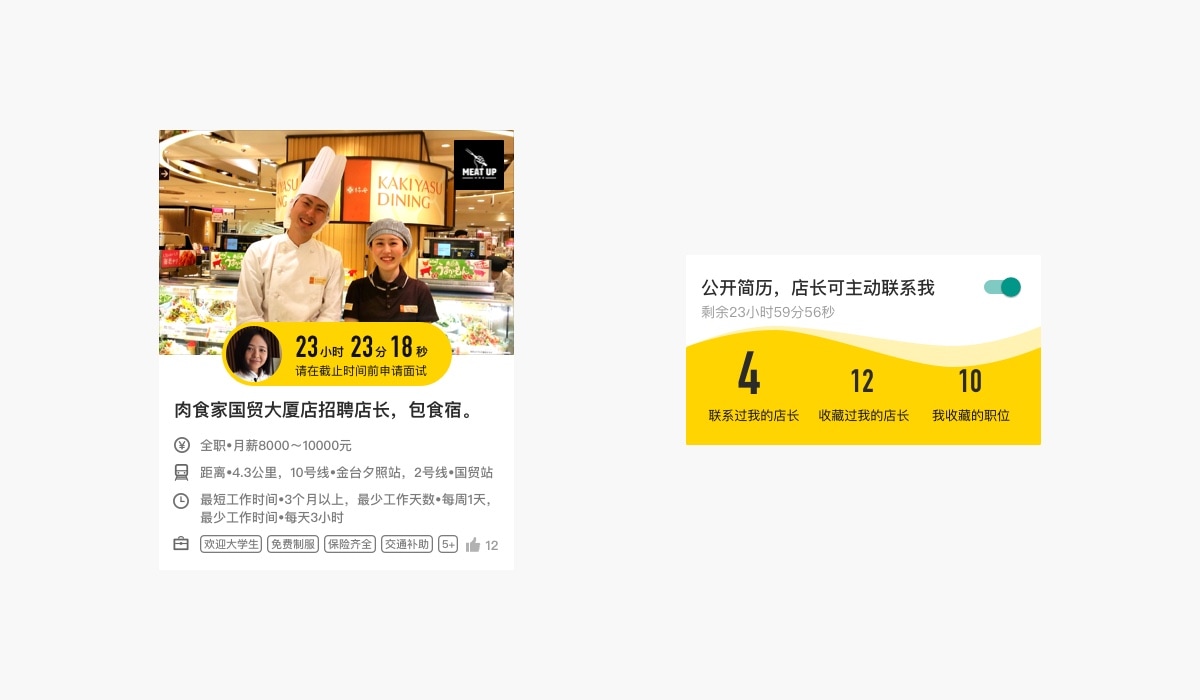 MEAT UP
YASU
KAKIYASU
DINING
NG
23小时 23分 18秒
请在截止时间前申请面试
肉食家国贸大厦店招聘店长，包食宿。
全职•月薪8000～10000元
距离•4.3公里，10号线•金台夕照站，2号线•国贸站
最短工作时间•3个月以上，最少工作天数•每周1天，
最少工作时间•每天3小时
欢迎大学生 免费制服 保险齐全 交通补助 5+ 12
公开简历，店长可主动联系我
剩余23小时59分56秒
4 12 10
联系过我的店长 收藏过我的店长 我收藏的职位